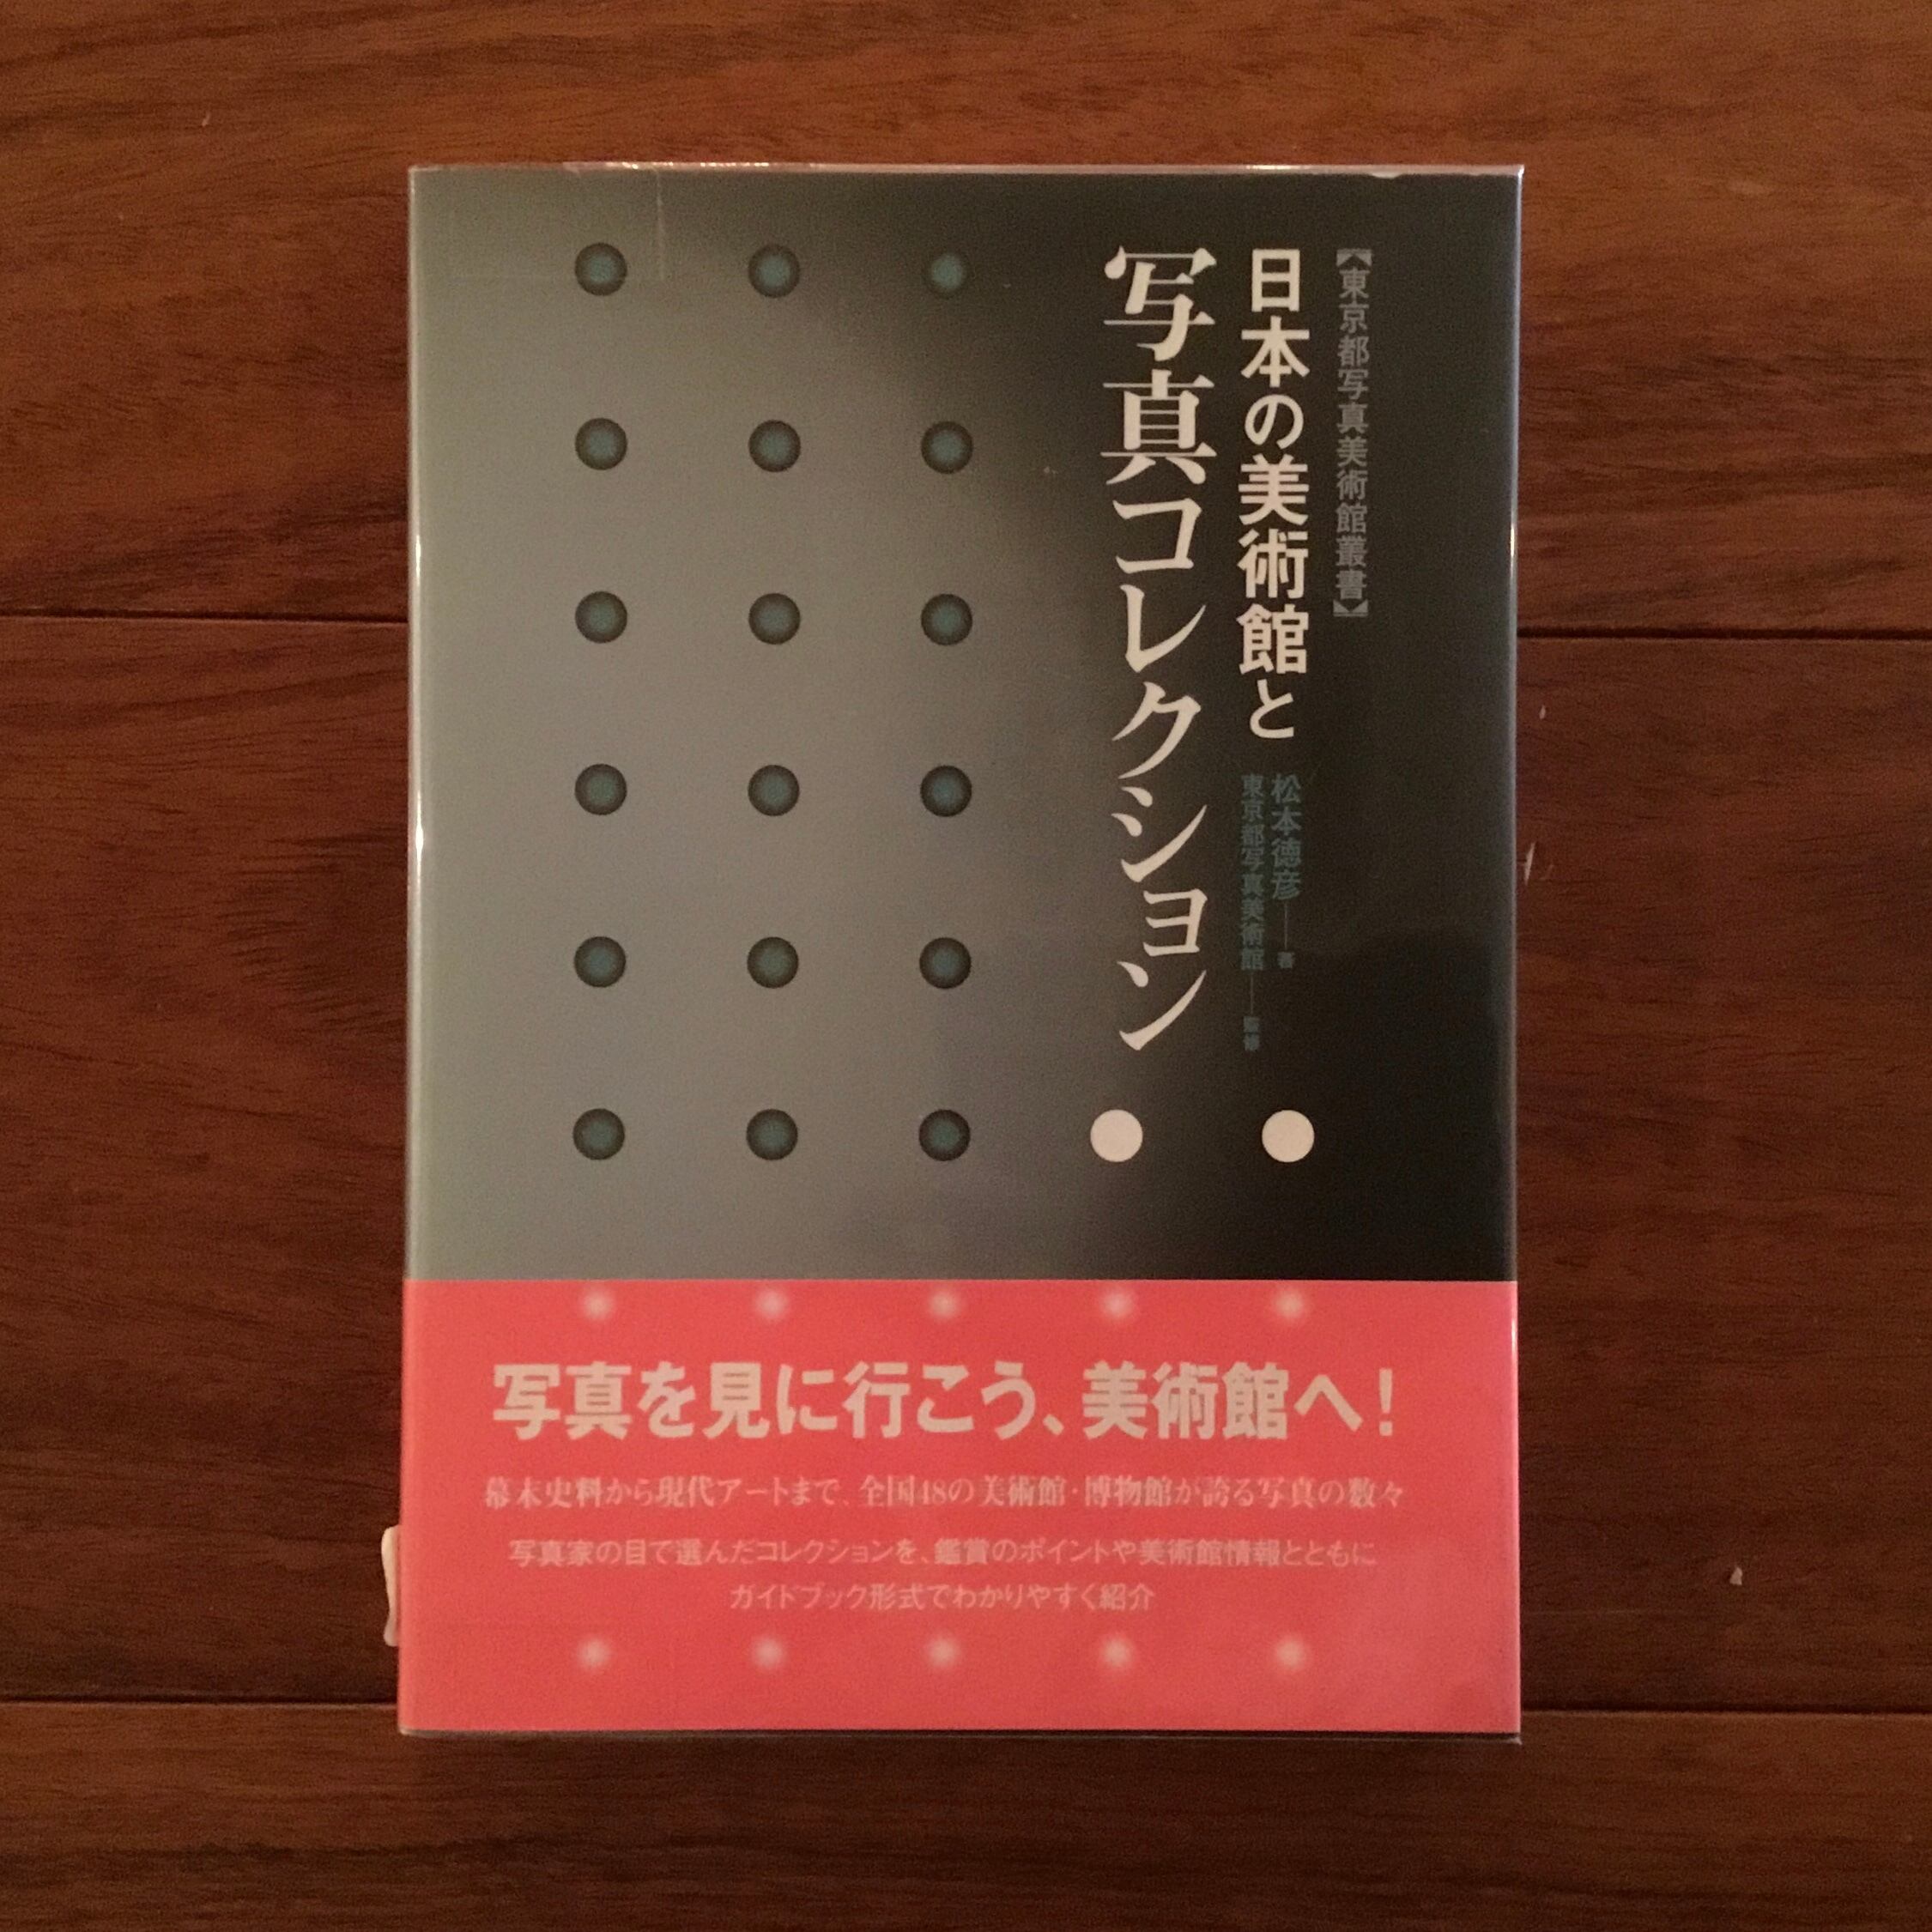 【東京都写真美術館叢書】
日本の美術館と
写真コレクション
松本徳彦——著
東京都写真美術館——監修
写真を見に行こう、美術館へ!
幕末史料から現代アートまで、全国48の美術館・博物館が誇る写真の数々
写真家の目で選んだコレクションを、鑑賞のポイントや美術館情報とともに
ガイドブック形式でわかりやすく紹介